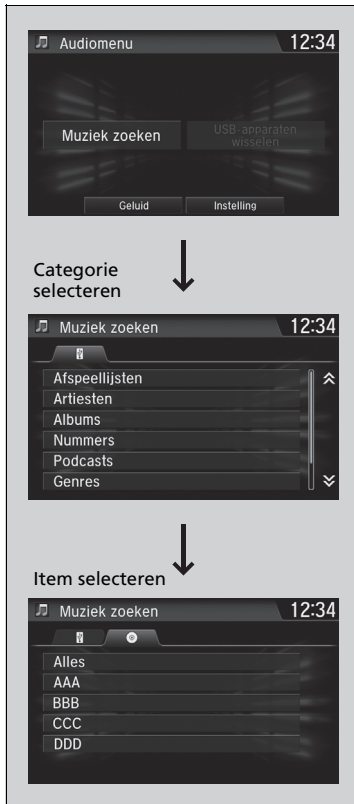 Audiomenu 12:34
Muziek zoeken
USB-apparaten
wisselen
Geluid Instelling
Categorie
selecteren
Muziek zoeken 12:34
Afspeellijsten
Artiesten
Albums
Nummers
Podcasts
Genres
Item selecteren
Muziek zoeken 12:34
Alles
AAA
BBB
CCC
DDD